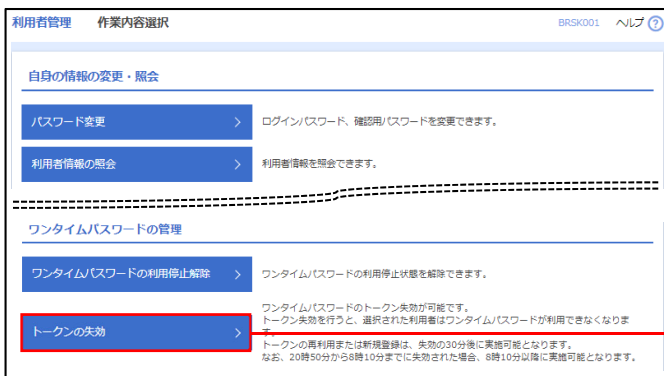 利用者管理 作業内容選択 BRSK001 ヘルプ ?
自身の情報の変更・照会
パスワード変更 ログインパスワード、確認用パスワードを変更できます。
利用者情報の照会 利用者情報を照会できます。
ワンタイムパスワードの管理
ワンタイムパスワードの利用停止解除 ワンタイムパスワードの利用停止状態を解除できます。
ワンタイムパスワードのトークン失効が可能です。
トークン失効を行うと、選択された利用者はワンタイムパスワードが利用できなくなりま
トークンの失効 す。
トークンの再利用または新規登録は、失効の30分後に実施可能となります。
なお、20時50分から8時10分までに失効された場合、8時10分以降に実施可能となります。